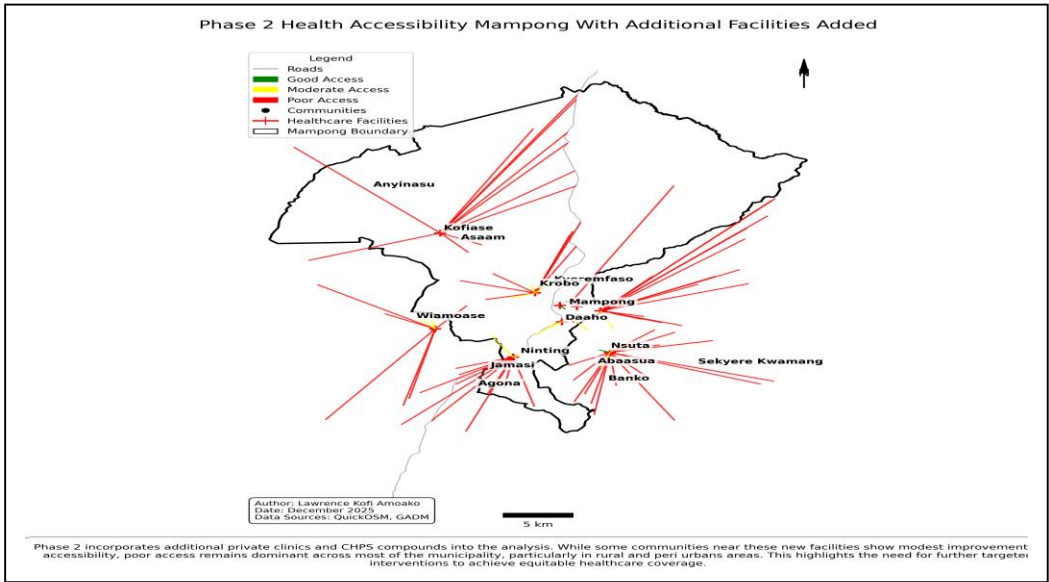 Phase 2 Health Accessibility Mampong With Additional Facilities Added
Legend
Roads
Good Access
Moderate Access
Poor Access
Communities
Healthcare Facilities
Mampong Boundary
Anyinasu
Kofiase
Asaam
Krobo
Mampong
Wiamoase
Daaho
Ninting
Nsuta
Jamasi
Abaasua
Sekyere Kwamang
Agona
Banko
Author: Lawrence Kofi Amoako
Date: December 2025
Data Sources: QuickOSM, GADM
5 km
Phase 2 incorporates additional private clinics and CHPS compounds into the analysis. While some communities near these new facilities show modest improvement
accessibility, poor access remains dominant across most of the municipality, particularly in rural and peri urbans areas. This highlights the need for further targete
interventions to achieve equitable healthcare coverage.